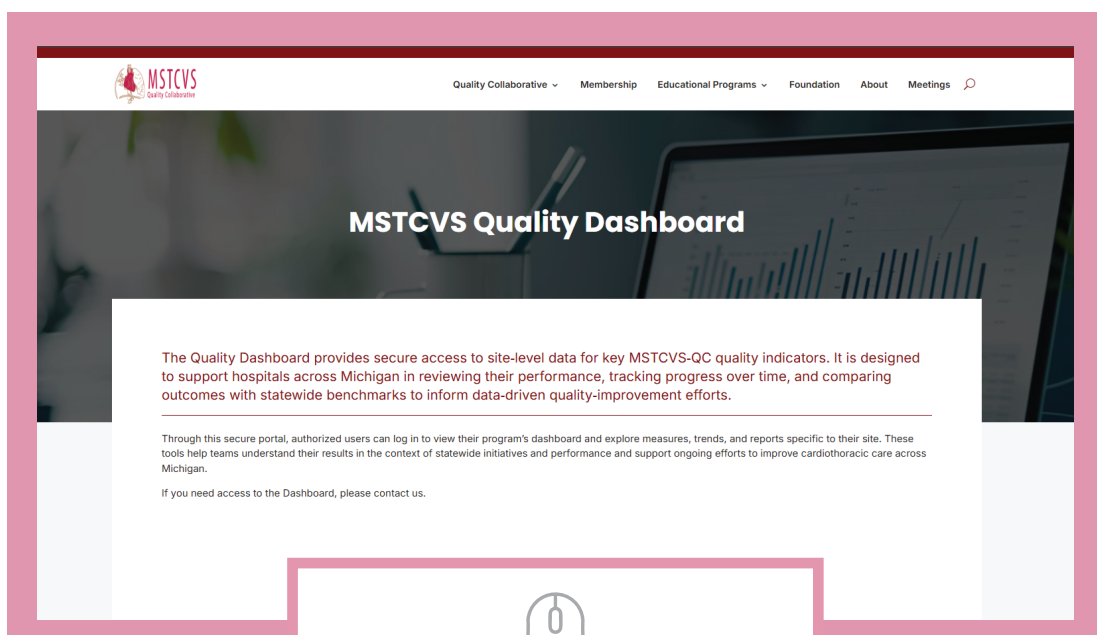 MSTCVS
Quality Collaborative
Quality Collaborative
Membership
Educational Programs
Foundation
About
Meetings
MSTCVS Quality Dashboard
The Quality Dashboard provides secure access to site-level data for key MSTCVS-QC quality indicators. It is designed
to support hospitals across Michigan in reviewing their performance, tracking progress over time, and comparing
outcomes with statewide benchmarks to inform data-driven quality-improvement efforts.
Through this secure portal, authorized users can log in to view their program's dashboard and explore measures, trends, and reports specific to their site. These
tools help teams understand their results in the context of statewide initiatives and performance and support ongoing efforts to improve cardiothoracic care across
Michigan.
If you need access to the Dashboard, please contact us.